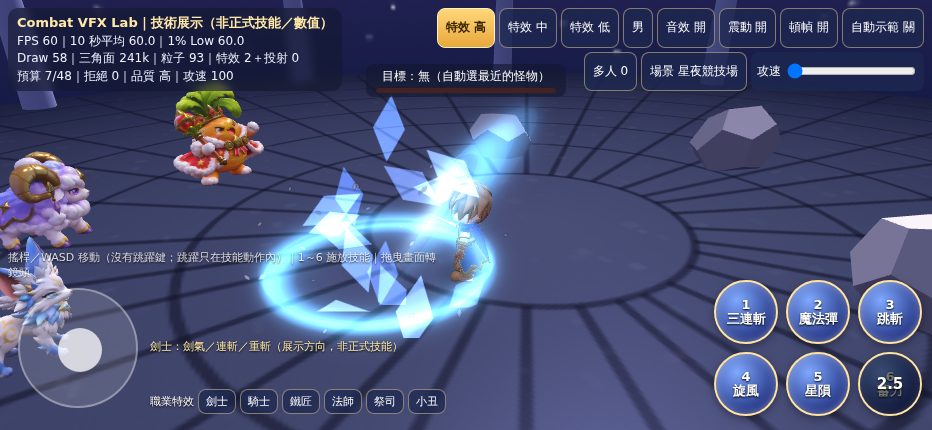 Combat VFX Lab｜技術展示（非正式技能／數值）
FPS 60｜10 秒平均 60.0｜1% Low 60.0
Draw 58｜三角面 241k｜粒子 93｜特效 2＋投射 0
預算 7/48｜拒絕 0｜品質 高｜攻速 100
特效 高
特效 中
特效 低
男
音效 開
震動 開
頓幀 開
自動示範 關
目標：無（自動選最近的怪物）
多人 0
場景 星夜競技場
攻速
搖桿／WASD 移動（沒有跳躍鍵；跳躍只在技能動作內）｜1～6 施放技能｜拖曳畫面轉
鏡頭
1
三連斬
2
魔法彈
3
跳斬
劍士：劍氣／連斬／重斬（展示方向，非正式技能）
4
旋風
5
星隕
6
2.5
蓄力
職業特效
劍士
騎士
鐵匠
法師
祭司
小丑